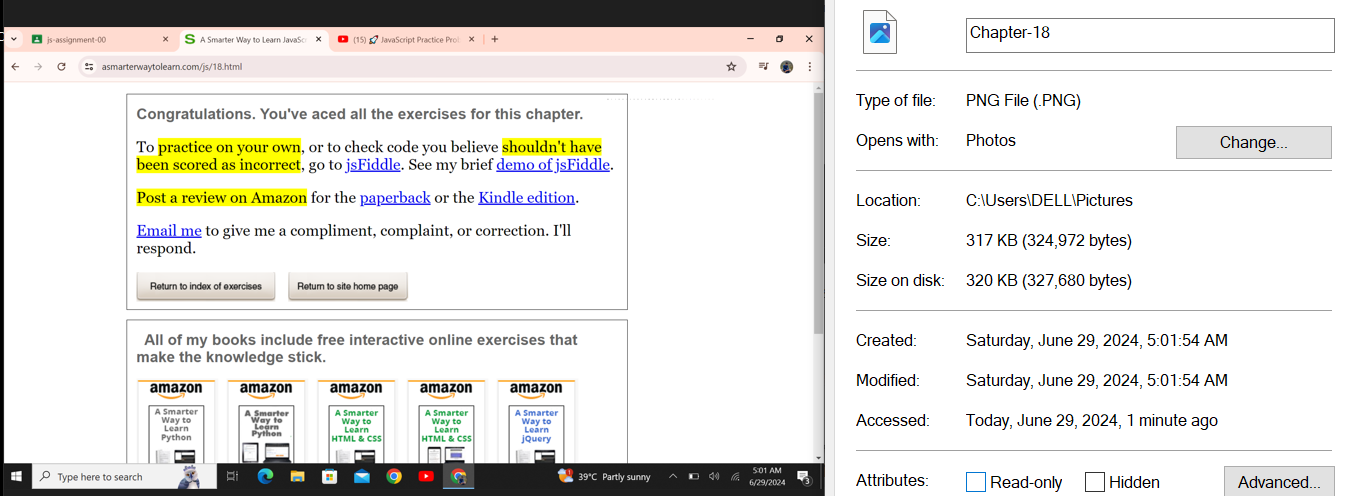 js-assignment-00
A Smarter Way to Learn JavaSc
(15) 🚀 JavaScript Practice Prob
asmarterwaytolearn.com/js/18.html
Congratulations. You've aced all the exercises for this chapter.
To practice on your own, or to check code you believe shouldn't have
been scored as incorrect, go to jsFiddle. See my brief demo of jsFiddle.
Post a review on Amazon for the paperback or the Kindle edition.
Email me to give me a compliment, complaint, or correction. I'll
respond.
Return to index of exercises
Return to site home page
All of my books include free interactive online exercises that
make the knowledge stick.
amazon
amazon
amazon
amazon
amazon
A Smarter
Way to
Learn
Python
A Smarter
Way to
Learn
Python
A Smarter
Way to
Learn
HTML & CSS
A Smarter
Way to
Learn
HTML & CSS
A Smarter
Way to
Learn
jQuery
Type here to search
39°C Partly sunny
5:01 AM
6/29/2024
3
Chapter-18
Type of file: PNG File (.PNG)
Opens with: Photos
Change...
Location: C:\Users\DELL\Pictures
Size: 317 KB (324,972 bytes)
Size on disk: 320 KB (327,680 bytes)
Created: Saturday, June 29, 2024, 5:01:54 AM
Modified: Saturday, June 29, 2024, 5:01:54 AM
Accessed: Today, June 29, 2024, 1 minute ago
Attributes: Read-only Hidden
Advanced...